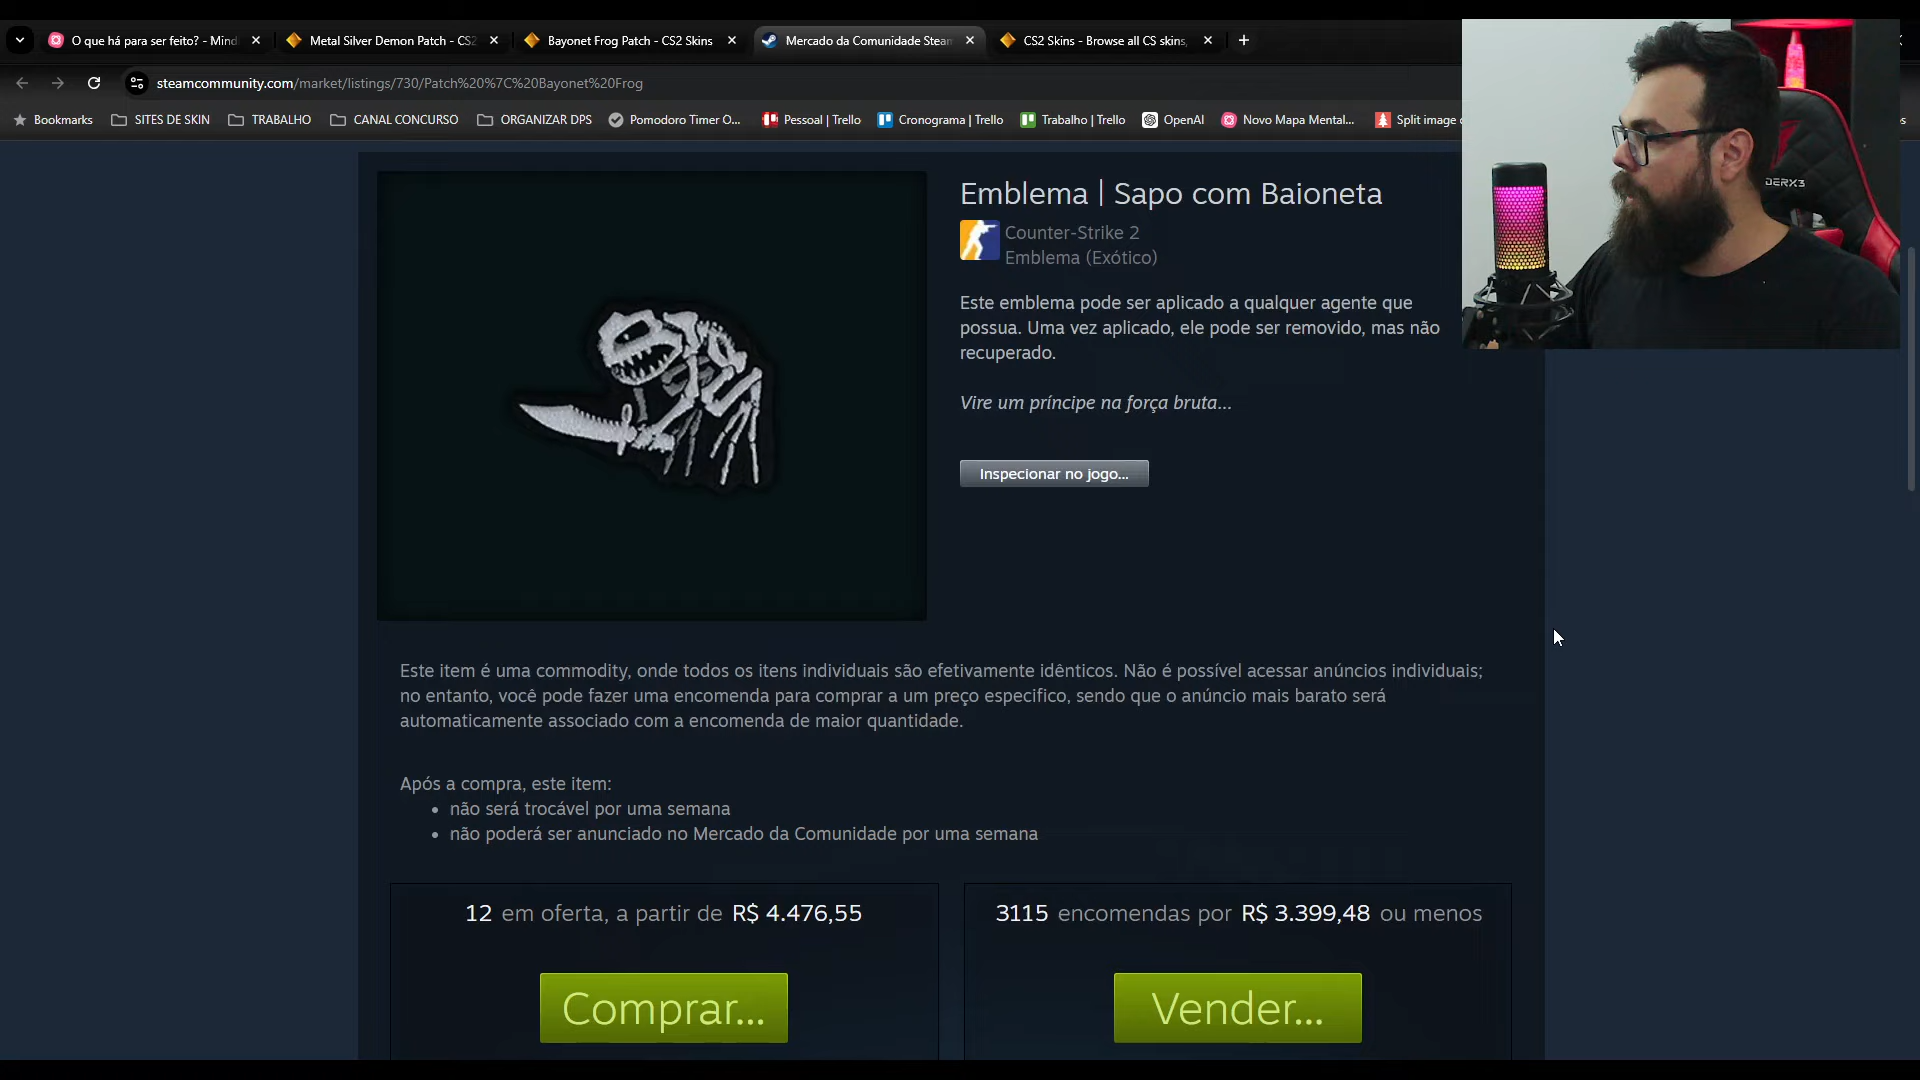 O que há para ser feito? - Mind
Metal Silver Demon Patch - CS2
Bayonet Frog Patch - CS2 Skins
Mercado da Comunidade Steam
CS2 Skins - Browse all CS skins,
steamcommunity.com/market/listings/730/Patch%20%7C%20Bayonet%20Frog
Bookmarks
SITES DE SKIN
TRABALHO
CANAL CONCURSO
ORGANIZAR DPS
Pomodoro Timer O...
Pessoal | Trello
Cronograma | Trello
Trabalho | Trello
OpenAI
Novo Mapa Mental...
Split image
DERX3
Emblema | Sapo com Baioneta
Counter-Strike 2
Emblema (Exótico)
Este emblema pode ser aplicado a qualquer agente que
possua. Uma vez aplicado, ele pode ser removido, mas não
recuperado.
Vire um príncipe na força bruta...
Inspecionar no jogo...
Este item é uma commodity, onde todos os itens individuais são efetivamente idênticos. Não é possível acessar anúncios individuais;
no entanto, você pode fazer uma encomenda para comprar a um preço especifico, sendo que o anúncio mais barato será
automaticamente associado com a encomenda de maior quantidade.
Após a compra, este item:
• não será trocável por uma semana
• não poderá ser anunciado no Mercado da Comunidade por uma semana
12 em oferta, a partir de R$ 4.476,55
3115 encomendas por R$ 3.399,48 ou menos
Comprar...
Vender...